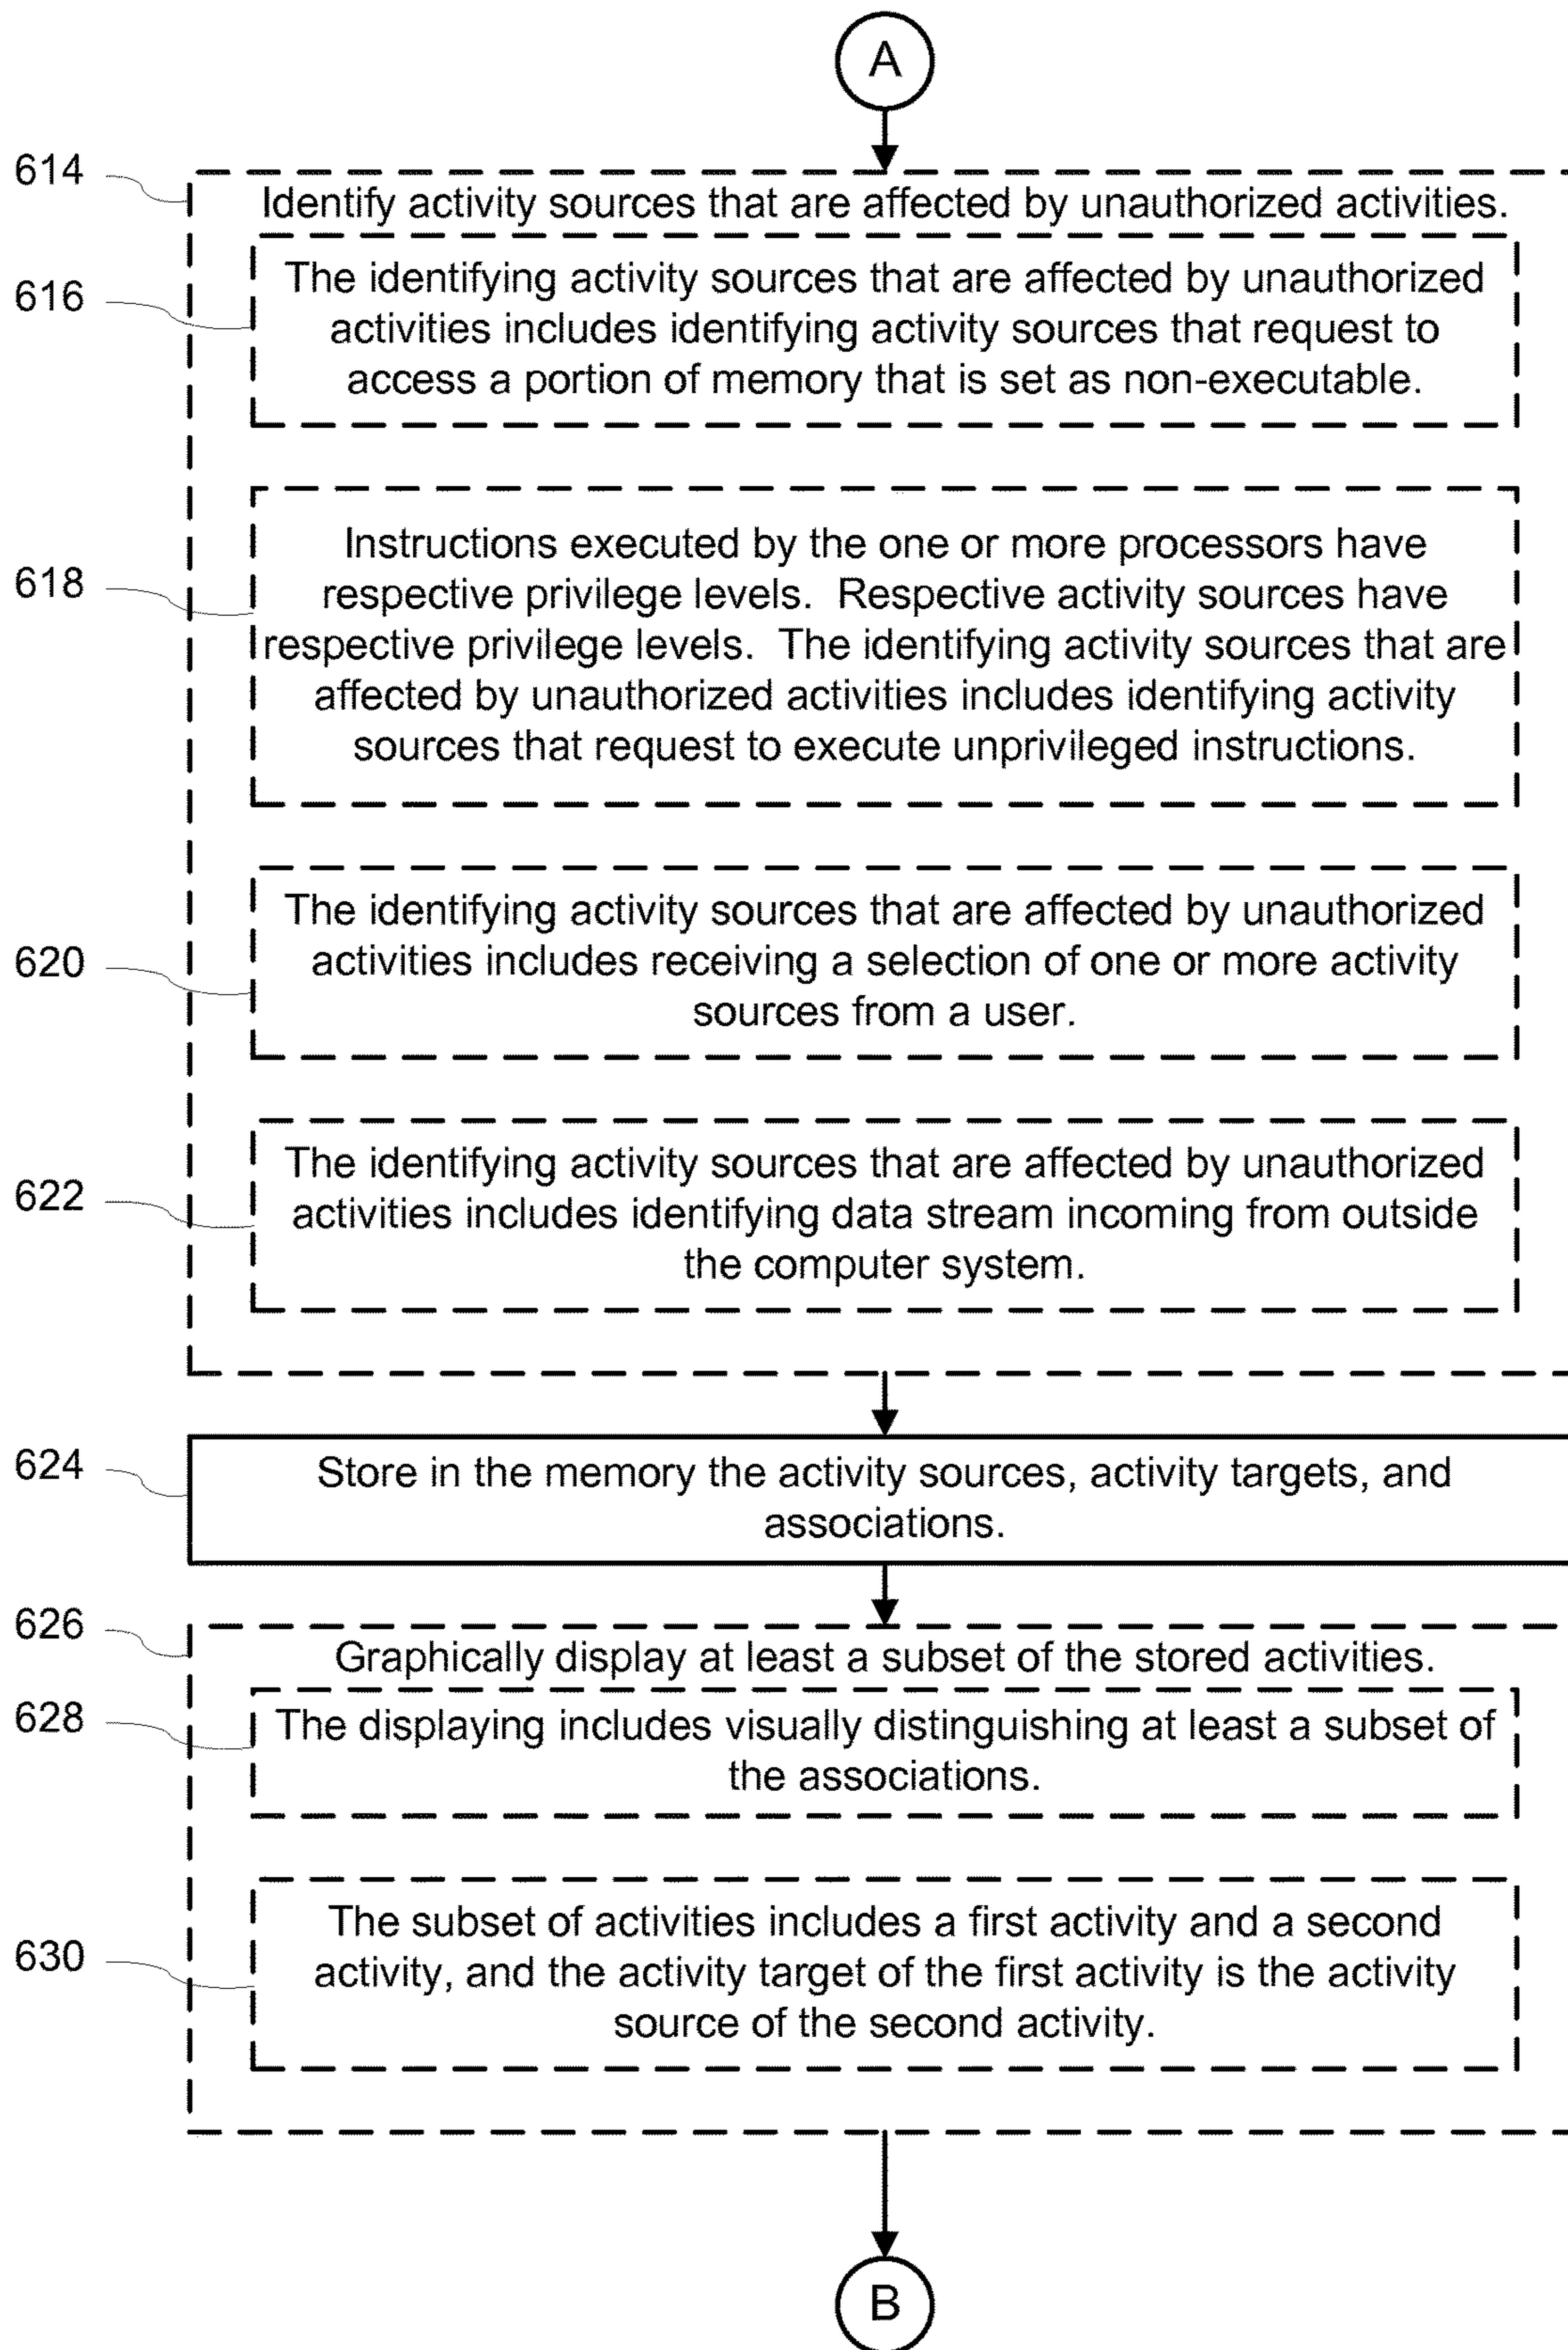 A
614
Identify activity sources that are affected by unauthorized activities.
616
The identifying activity sources that are affected by unauthorized
activities includes identifying activity sources that request to
access a portion of memory that is set as non-executable.
618
Instructions executed by the one or more processors have
respective privilege levels.  Respective activity sources have
respective privilege levels.  The identifying activity sources that are
affected by unauthorized activities includes identifying activity
sources that request to execute unprivileged instructions.
620
The identifying activity sources that are affected by unauthorized
activities includes receiving a selection of one or more activity
sources from a user.
622
The identifying activity sources that are affected by unauthorized
activities includes identifying data stream incoming from outside
the computer system.
624
Store in the memory the activity sources, activity targets, and
associations.
626
Graphically display at least a subset of the stored activities.
628
The displaying includes visually distinguishing at least a subset of
the associations.
630
The subset of activities includes a first activity and a second
activity, and the activity target of the first activity is the activity
source of the second activity.
B